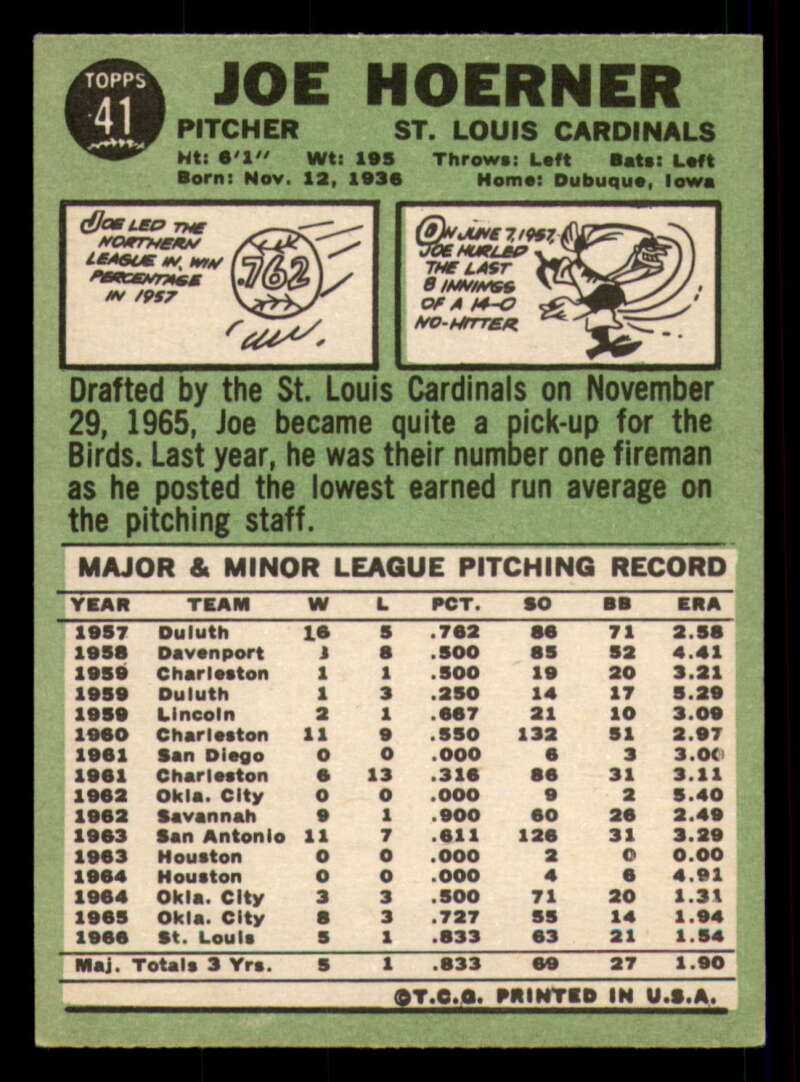 TOPPS
41
JOE HOERNER
PITCHER ST. LOUIS CARDINALS
Ht: 6'1" Wt: 195 Throws: Left Bats: Left
Born: Nov. 12, 1936 Home: Dubuque, Iowa
JOE LED THE
NORTHERN
LEAGUE IN WIN
PERCENTAGE
IN 1957
.762
ON JUNE 7, 1957,
JOE HURLED
THE LAST
8 INNINGS
OF A 14-0
NO-HITTER
Drafted by the St. Louis Cardinals on November
29, 1965, Joe became quite a pick-up for the
Birds. Last year, he was their number one fireman
as he posted the lowest earned run average on
the pitching staff.
MAJOR & MINOR LEAGUE PITCHING RECORD
YEAR TEAM W L PCT. SO BB ERA
1957 Duluth 16 5 .762 86 71 2.58
1958 Davenport 8 .500 85 52 4.41
1959 Charleston 1 1 .500 19 20 3.21
1959 Duluth 1 3 .250 14 17 5.29
1959 Lincoln 2 1 .667 21 10 3.09
1960 Charleston 11 9 .550 132 51 2.97
1961 San Diego 0 0 .000 6 3 3.00
1961 Charleston 6 13 .316 86 31 3.11
1962 Okla. City 0 0 .000 9 2 5.40
1962 Savannah 9 1 .900 60 26 2.49
1963 San Antonio 11 7 .611 126 31 3.29
1963 Houston 0 0 .000 2 0 0.00
1964 Houston 0 0 .000 4 6 4.91
1964 Okla. City 3 3 .500 71 20 1.31
1965 Okla. City 8 3 .727 55 14 1.94
1966 St. Louis 5 1 .833 63 21 1.54
Maj. Totals 3 Yrs. 5 1 .833 69 27 1.90
©T.C.G. PRINTED IN U.S.A.